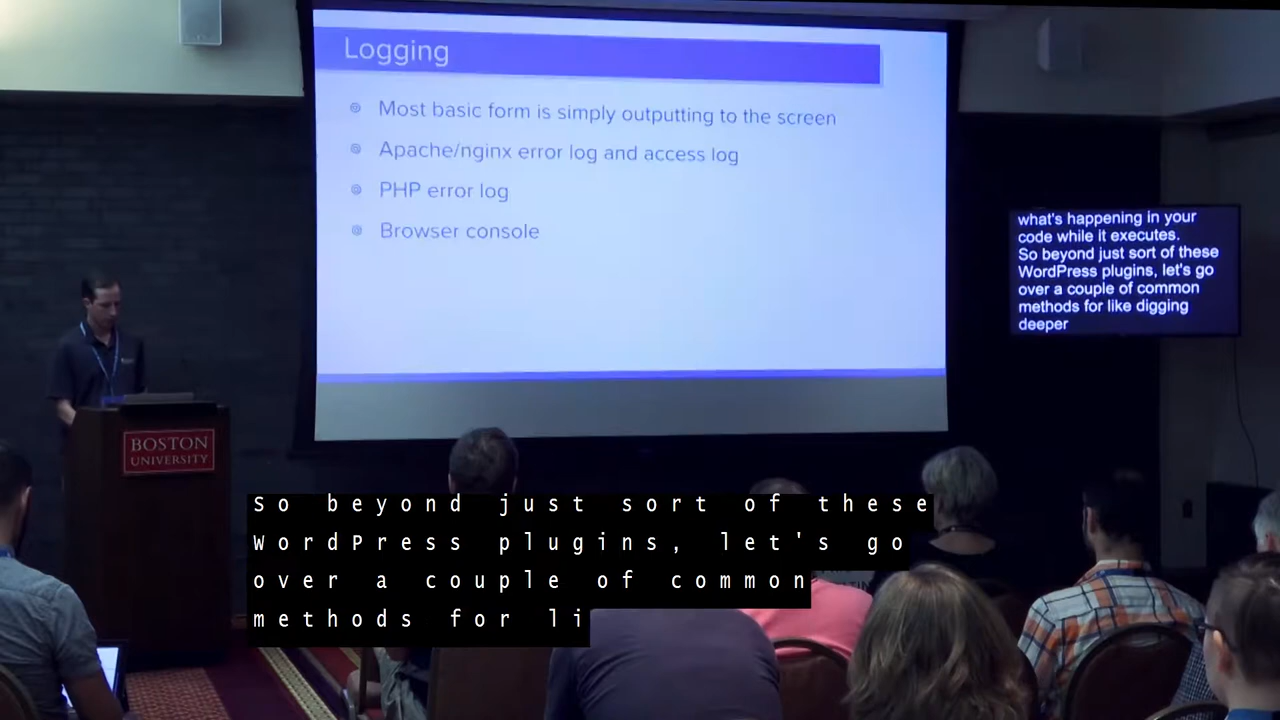 Logging
Most basic form is simply outputting to the screen
Apache/nginx error log and access log
PHP error log
Browser console
what's happening in your
code while it executes.
So beyond just sort of these
WordPress plugins, let's go
over a couple of common
methods for like digging
deeper
BOSTON
UNIVERSITY
So beyond just sort of these
WordPress plugins, let's go
over a couple of common
methods for li